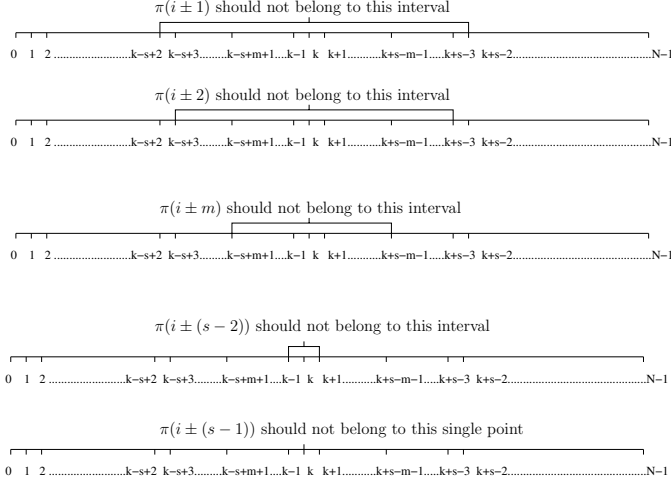 π(i ± 1) should not belong to this interval
0 1 2 ....................k−s+2 k−s+3........k−s+m+1...k−1 k k+1..........k+s−m−1....k+s−3 k+s−2..........................................N−1
π(i ± 2) should not belong to this interval
0 1 2 ....................k−s+2 k−s+3........k−s+m+1...k−1 k k+1..........k+s−m−1....k+s−3 k+s−2..........................................N−1
π(i ± m) should not belong to this interval
0 1 2 ....................k−s+2 k−s+3........k−s+m+1...k−1 k k+1..........k+s−m−1....k+s−3 k+s−2..........................................N−1
π(i ± (s − 2)) should not belong to this interval
0 1 2 ....................k−s+2 k−s+3........k−s+m+1...k−1 k k+1..........k+s−m−1....k+s−3 k+s−2..........................................N−1
π(i ± (s − 1)) should not belong to this single point
0 1 2 ....................k−s+2 k−s+3........k−s+m+1...k−1 k k+1..........k+s−m−1....k+s−3 k+s−2..........................................N−1